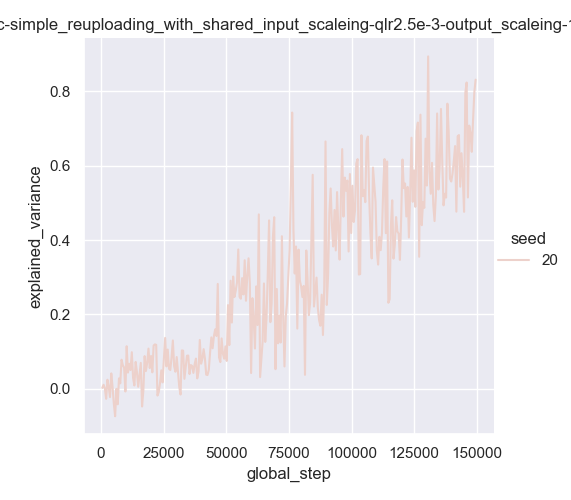 c-simple_reuploading_with_shared_input_scaleing-qlr2.5e-3-output_scaleing-1
0.8
0.6
0.4
0.2
0.0
explained_variance
seed
20
0 25000 50000 75000 100000 125000 150000
global_step